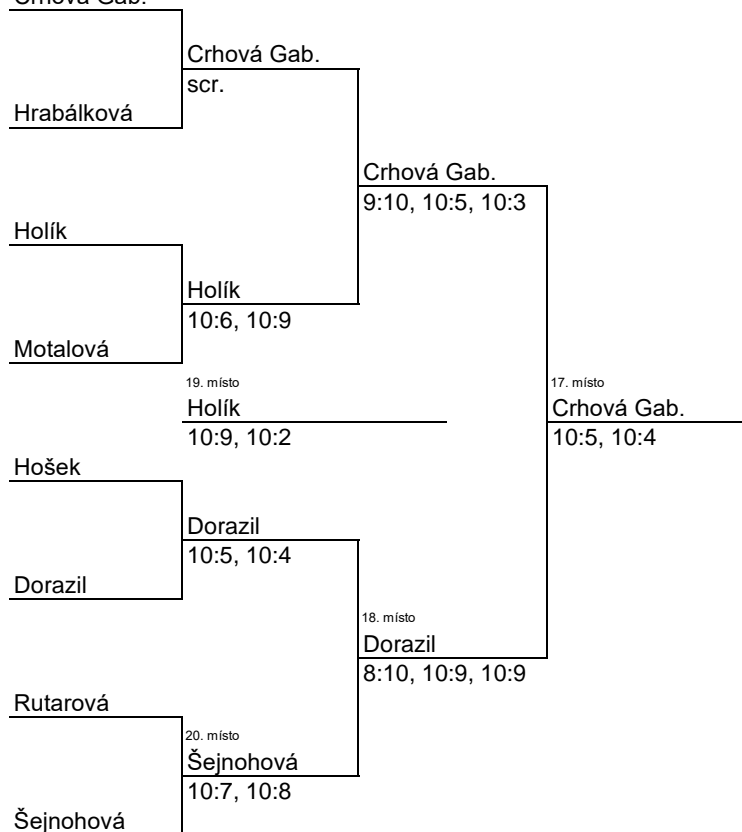 Crhová Gab.
Crhová Gab.
scr.
Hrabálková
Crhová Gab.
9:10, 10:5, 10:3
Holík
Holík
10:6, 10:9
Motalová
19. místo
17. místo
Holík
Crhová Gab.
10:9, 10:2
10:5, 10:4
Hošek
Dorazil
10:5, 10:4
Dorazil
18. místo
Dorazil
8:10, 10:9, 10:9
Rutarová
20. místo
Šejnohová
10:7, 10:8
Šejnohová